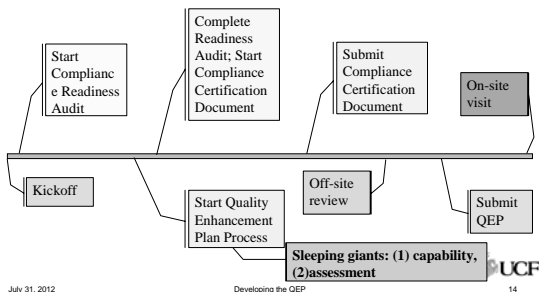 Start
Complianc
e Readiness
Audit
Complete
Readiness
Audit; Start
Compliance
Certification
Document
Submit
Compliance
Certification
Document
On-site
visit
Kickoff
Start Quality
Enhancement
Plan Process
Off-site
review
Submit
QEP
Sleeping giants: (1) capability,
(2)assessment
UCF
July 31, 2012
Developing the QEP
14